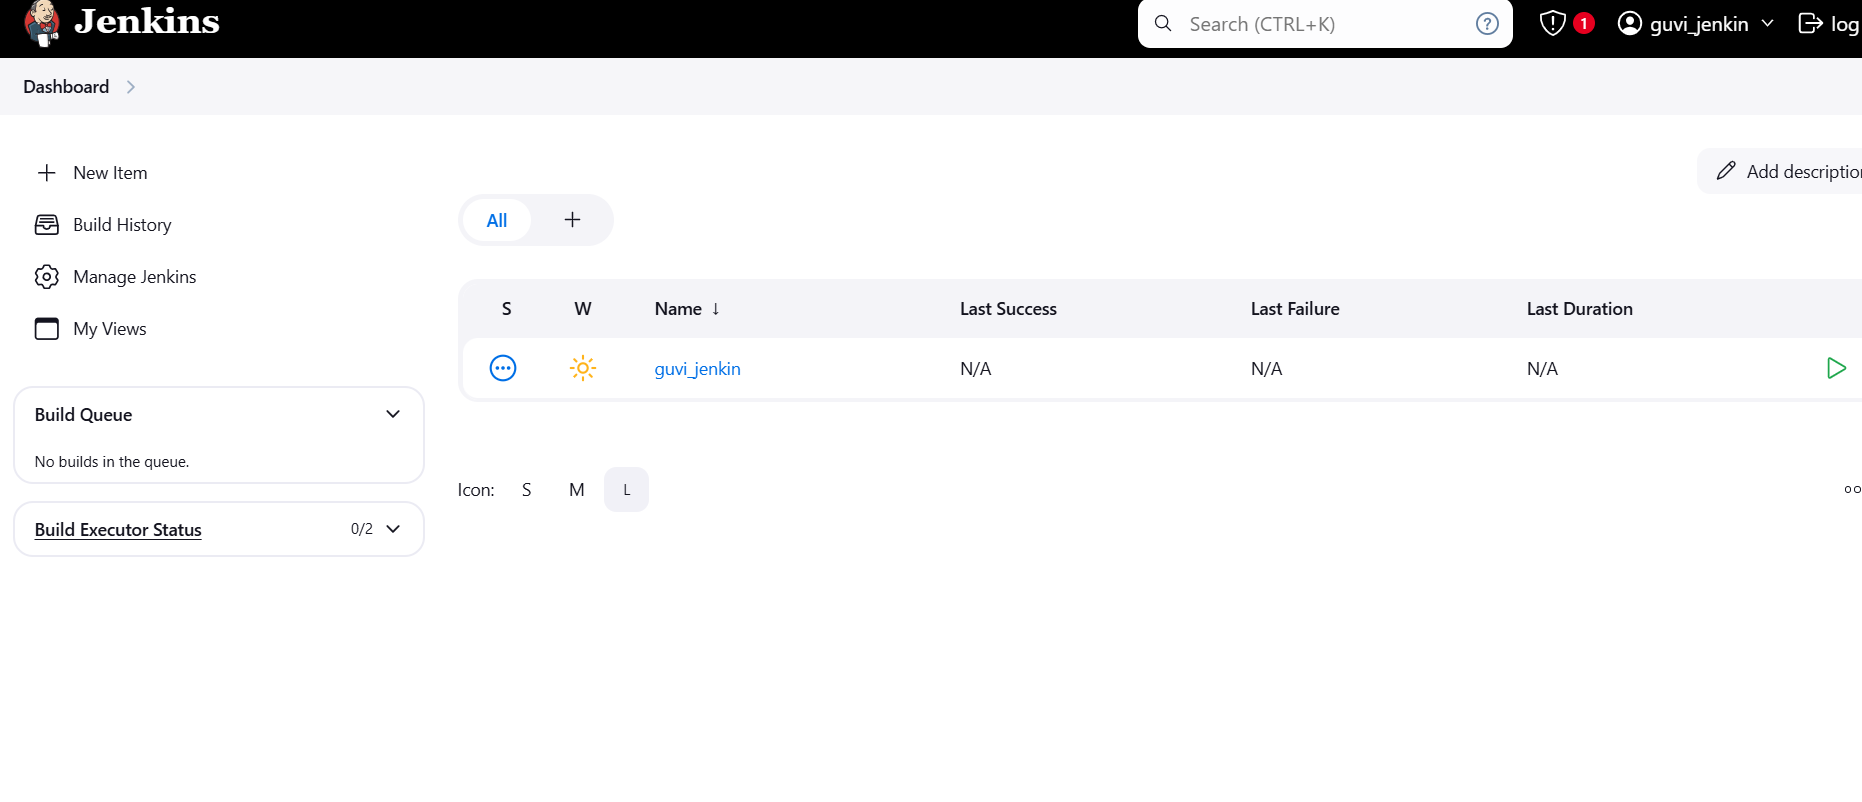 Jenkins
Search (CTRL+K)
1
guvi_jenkin
log
Dashboard
New Item
Build History
Manage Jenkins
My Views
Build Queue
No builds in the queue.
Build Executor Status 0/2
Add description
All +
S W Name ↓ Last Success Last Failure Last Duration
guvi_jenkin N/A N/A N/A
Icon: S M L